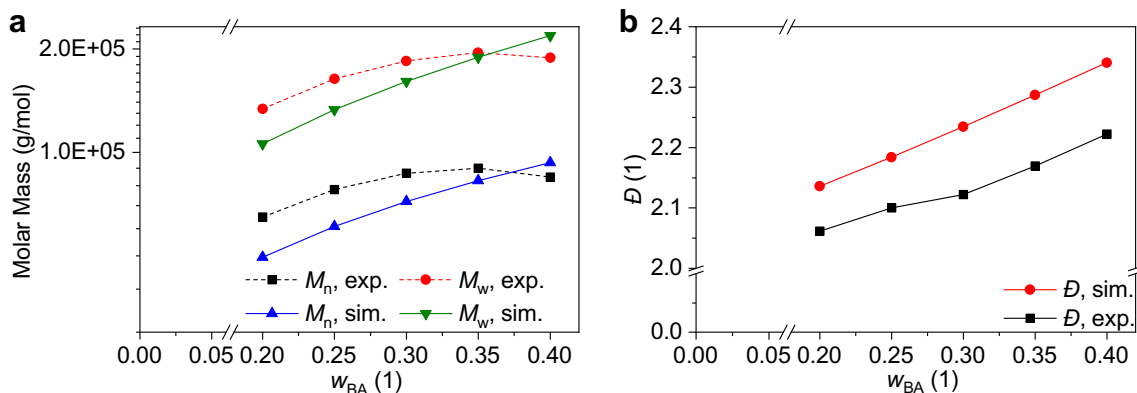 a
2.0E+05
1.0E+05
Molar Mass (g/mol)
Mn, exp.
Mw, exp.
Mn, sim.
Mw, sim.
0.00 0.05 0.20 0.25 0.30 0.35 0.40
wBA (1)
b
2.4
2.3
2.2
2.1
2.0
0.0
Đ (1)
Đ, sim.
Đ, exp.
0.00 0.05 0.20 0.25 0.30 0.35 0.40
wBA (1)